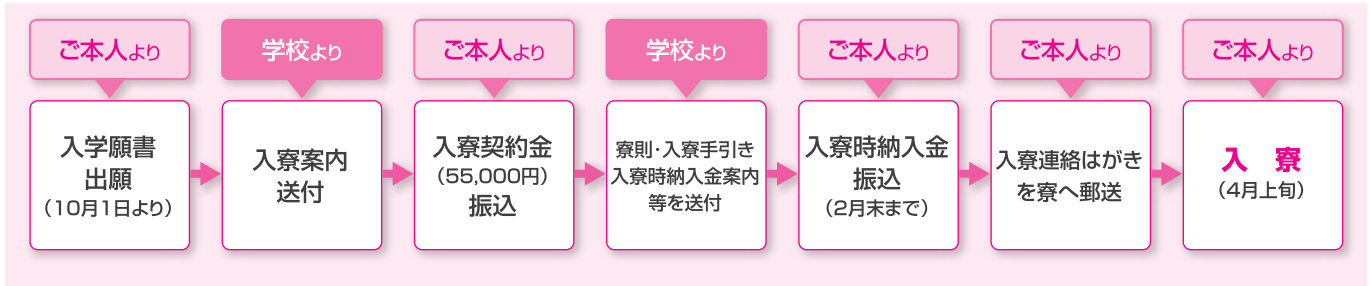 ご本人より
入学願書
出願
（10月1日より）
学校より
入寮案内
送付
ご本人より
入寮契約金
（55,000円）
振込
学校より
寮則・入寮手引き
入寮時納入金案内
等を送付
ご本人より
入寮時納入金
振込
（2月末まで）
ご本人より
入寮連絡はがき
を寮へ郵送
ご本人より
入　寮
（4月上旬）